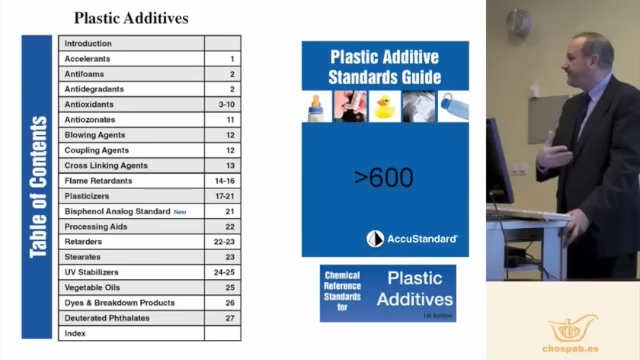 Plastic Additives
Table of Contents
Introduction
Accelerants 1
Antifoams 2
Antidegradants 2
Antioxidants 3-10
Antiozonates 11
Blowing Agents 12
Coupling Agents 12
Cross Linking Agents 13
Flame Retardants 14-16
Plasticizers 17-21
Bisphenol Analog Standard New 21
Processing Aids 22
Retarders 22-23
Stearates 23
UV Stabilizers 24-25
Vegetable Oils 25
Dyes & Breakdown Products 26
Deuterated Phthalates 27
Index
Plastic Additive
Standards Guide
>600
AccuStandard®
Chemical
Reference
Standards
for
Plastic
Additives
1st Edition
chospab.es